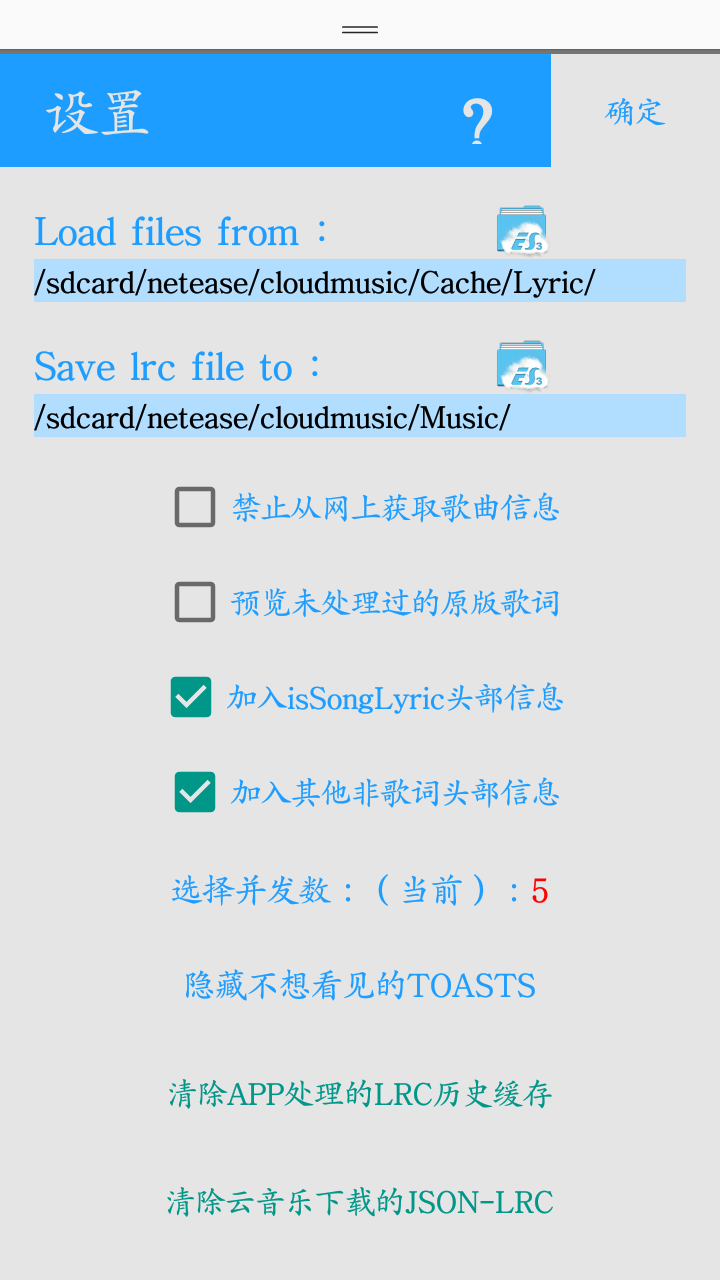 设置
?
确定
Load files from：
ES3
/sdcard/netease/cloudmusic/Cache/Lyric/
Save lrc file to：
ES3
/sdcard/netease/cloudmusic/Music/
禁止从网上获取歌曲信息
预览未处理过的原版歌词
加入isSongLyric头部信息
加入其他非歌词头部信息
选择并发数：（当前）：5
隐藏不想看见的TOASTS
清除APP处理的LRC历史缓存
清除云音乐下载的JSON-LRC